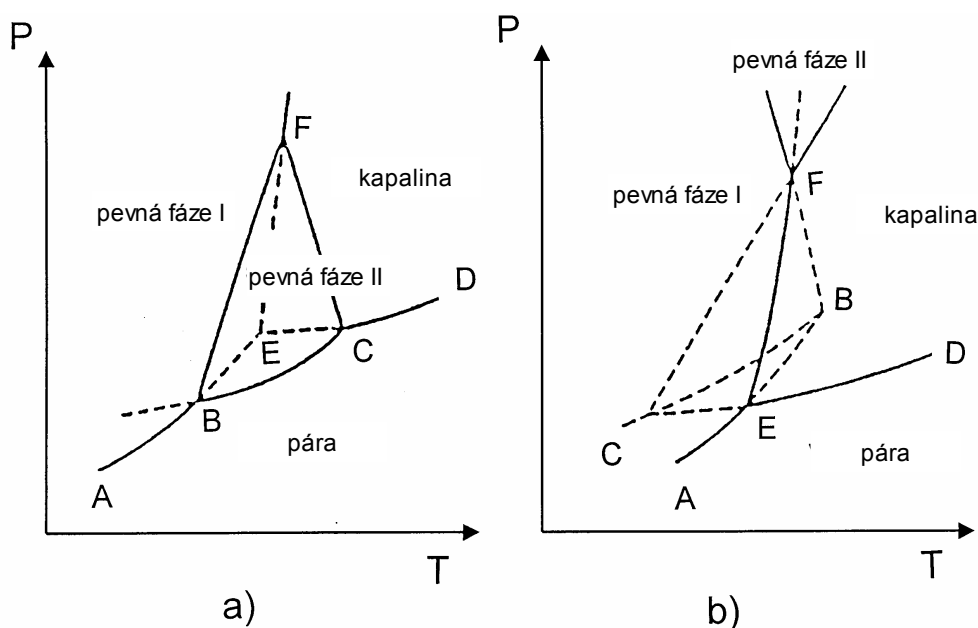 P
F
kapalina
pevná fáze I
pevná fáze II
D
E
C
B
pára
A
T
a)
P
pevná fáze II
F
pevná fáze I
kapalina
B
D
E
C
pára
A
T
b)